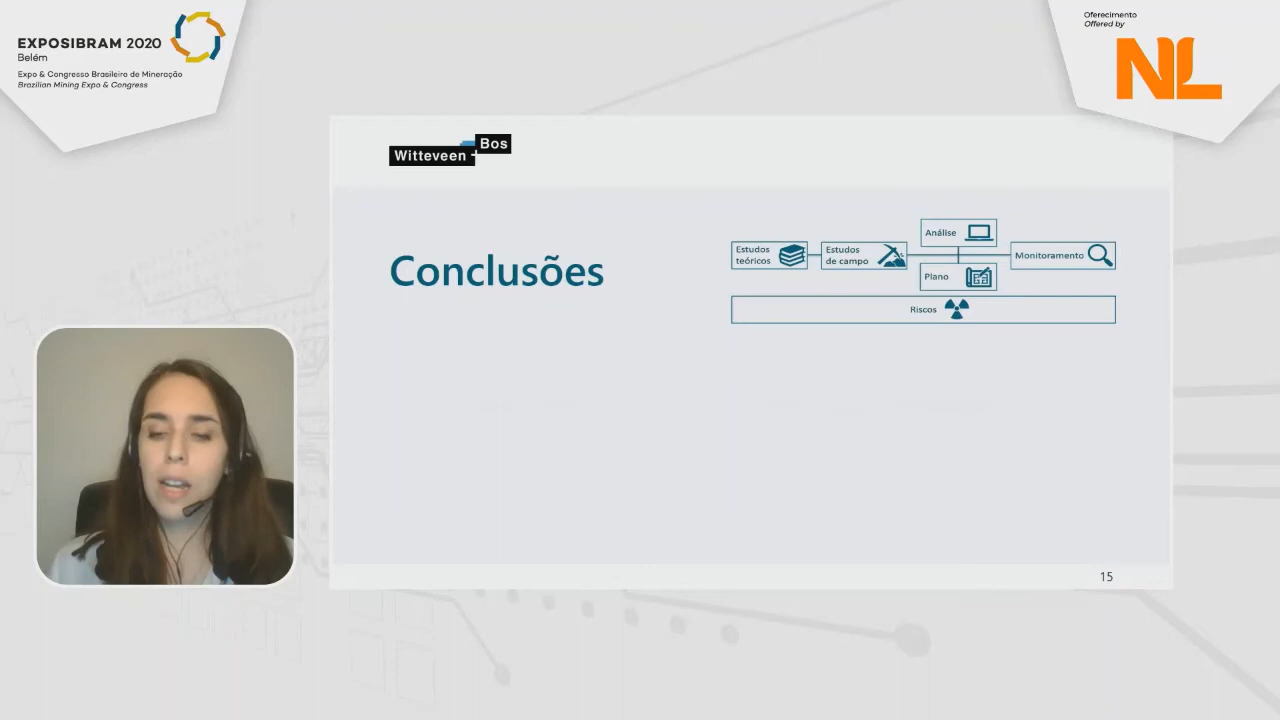 EXPOSIBRAM 2020
Belém
Expo & Congresso Brasileiro de Mineração
Brazilian Mining Expo & Congress
Oferecimento
Offered by
NL
Witteveen + Bos
Conclusões
Estudos
teóricos
Estudos
de campo
Análise
Plano
Monitoramento
Riscos
15